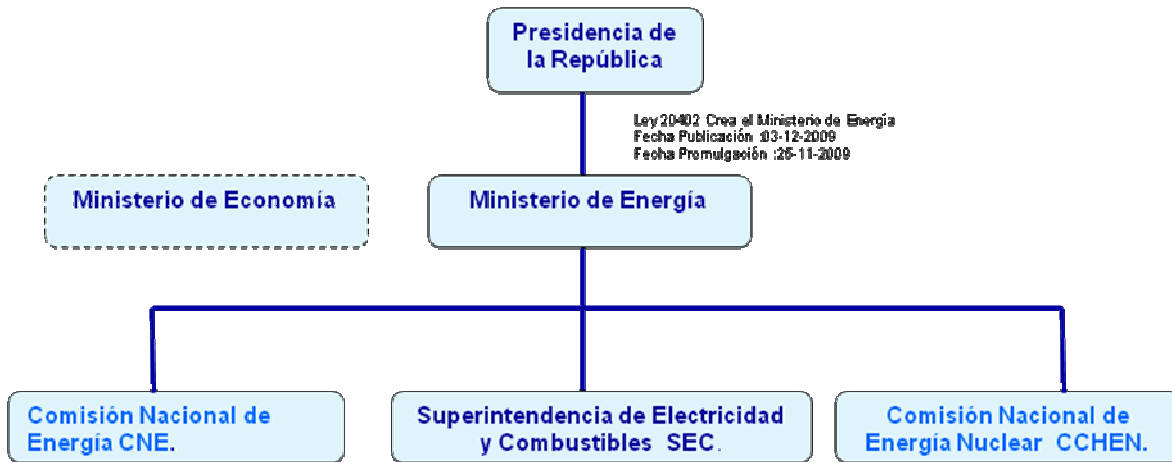 Presidencia de
la República
Ley 20402 Crea el Ministerio de Energía
Fecha Publicación :03-12-2009
Fecha Promulgación :25-11-2009
Ministerio de Economía
Ministerio de Energía
Comisión Nacional de
Energía CNE.
Superintendencia de Electricidad
y Combustibles SEC.
Comisión Nacional de
Energía Nuclear CCHEN.